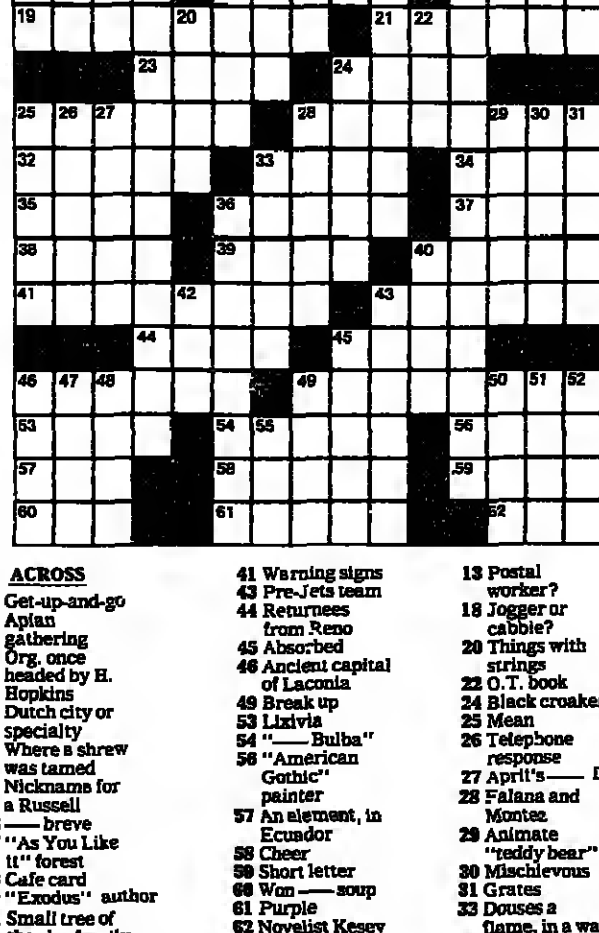 19 20 21 22
23 24
25 26 27 28 29 30 31
32 33 34
35 36 37
38 39 40
41 42 43
44 45
46 47 48 49 50 51 52
53 54 55 56
57 58 59
60 61 62
ACROSS
Get-up-and-go
Apian
gathering
Org. once
headed by H.
Hopkins
Dutch city or
specialty
Where a shrew
was tamed
Nickname for
a Russell
— breve
"As You Like
It" forest
Cafe card
"Exodus" author
Small tree of
41 Warning signs
43 Pre-Jets team
44 Returnees
from Reno
45 Absorbed
46 Ancient capital
of Laconia
49 Break up
53 Lixivia
54 "— Bulba"
56 "American
Gothic"
painter
57 An element, in
Ecuador
58 Cheer
59 Short letter
60 Won — soup
61 Purple
62 Novelist Kesey
13 Postal
worker?
18 Jogger or
cabbie?
20 Things with
strings
22 O.T. book
24 Black croaker
25 Mean
26 Telephone
response
27 April's —
28 Falana and
Montez
29 Animate
"teddy bear"
30 Mischievous
31 Grates
33 Douses a
flame, in a wa